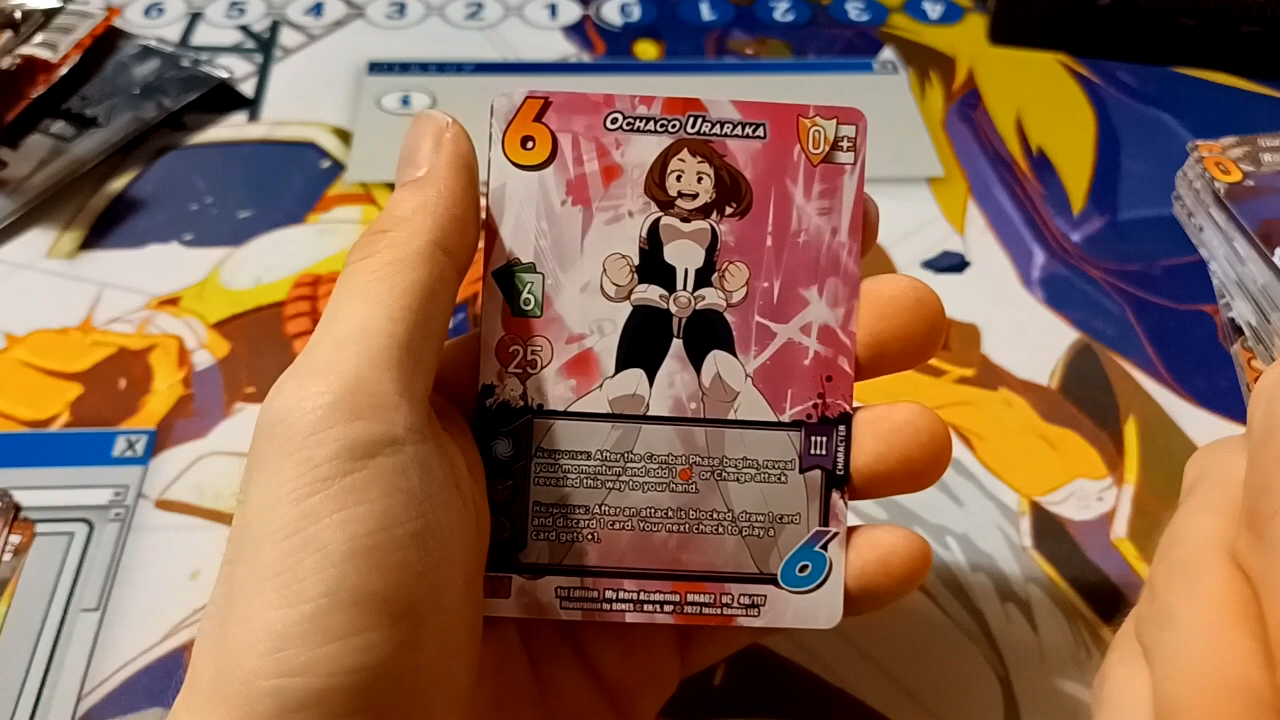 6 5 4 3 2 1 0 1 2 3 4
6 OCHACO URARAKA 0 +
6
25
III
CHARACTER
Response: After the Combat Phase begins, reveal
your momentum and add 1 or Charge attack
revealed this way to your hand.
Response: After an attack is blocked, draw 1 card
and discard 1 card. Your next check to play a
card gets +1.
6
1st Edition My Hero Academia MHA02 UC 46/117
Illustration by BONES © KH/S, MP © 2022 Jasco Games LLC
0